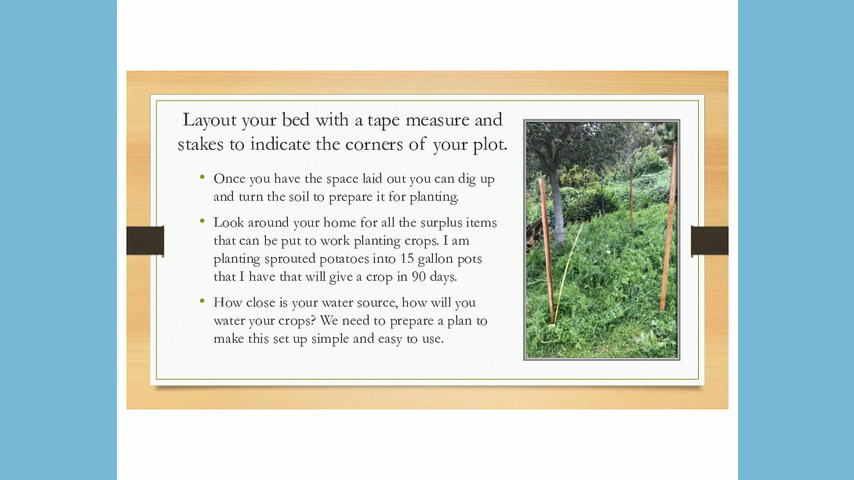 Layout your bed with a tape measure and
stakes to indicate the corners of your plot.
• Once you have the space laid out you can dig up
and turn the soil to prepare it for planting.
• Look around your home for all the surplus items
that can be put to work planting crops. I am
planting sprouted potatoes into 15 gallon pots
that I have that will give a crop in 90 days.
• How close is your water source, how will you
water your crops? We need to prepare a plan to
make this set up simple and easy to use.